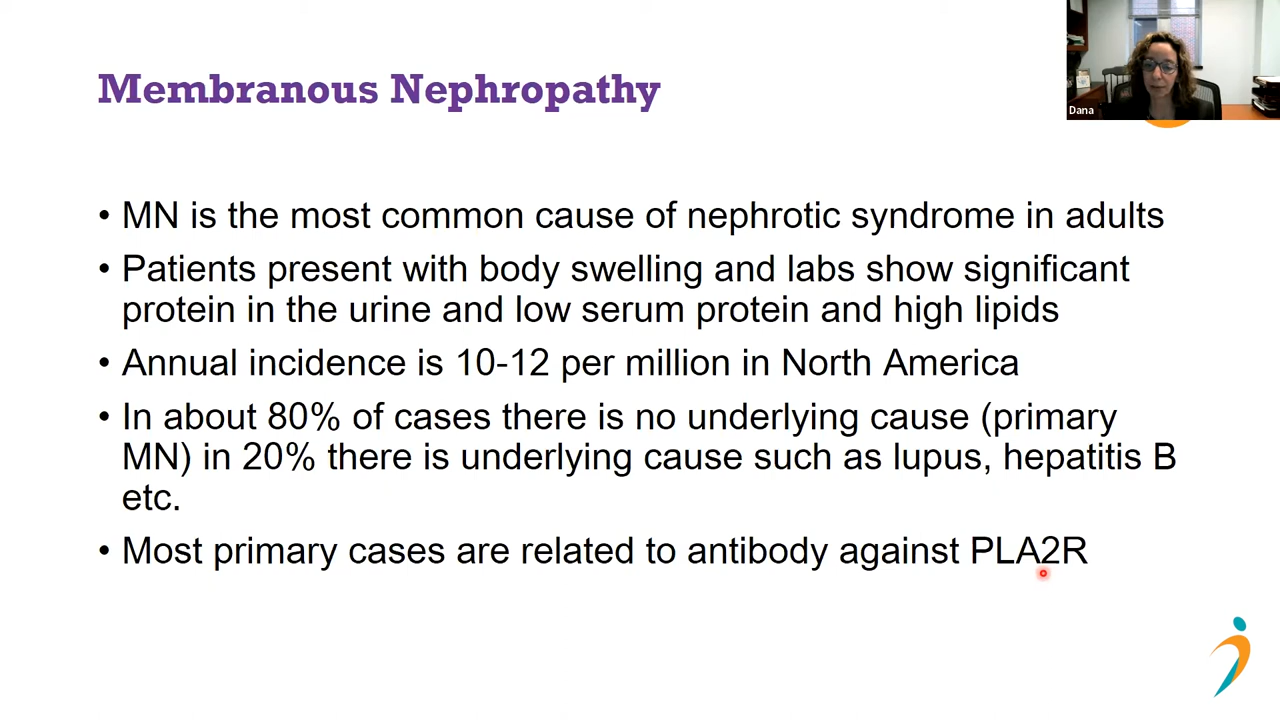 Membranous Nephropathy
Dana
• MN is the most common cause of nephrotic syndrome in adults
• Patients present with body swelling and labs show significant
protein in the urine and low serum protein and high lipids
• Annual incidence is 10-12 per million in North America
• In about 80% of cases there is no underlying cause (primary
MN) in 20% there is underlying cause such as lupus, hepatitis B
etc.
• Most primary cases are related to antibody against PLA2R